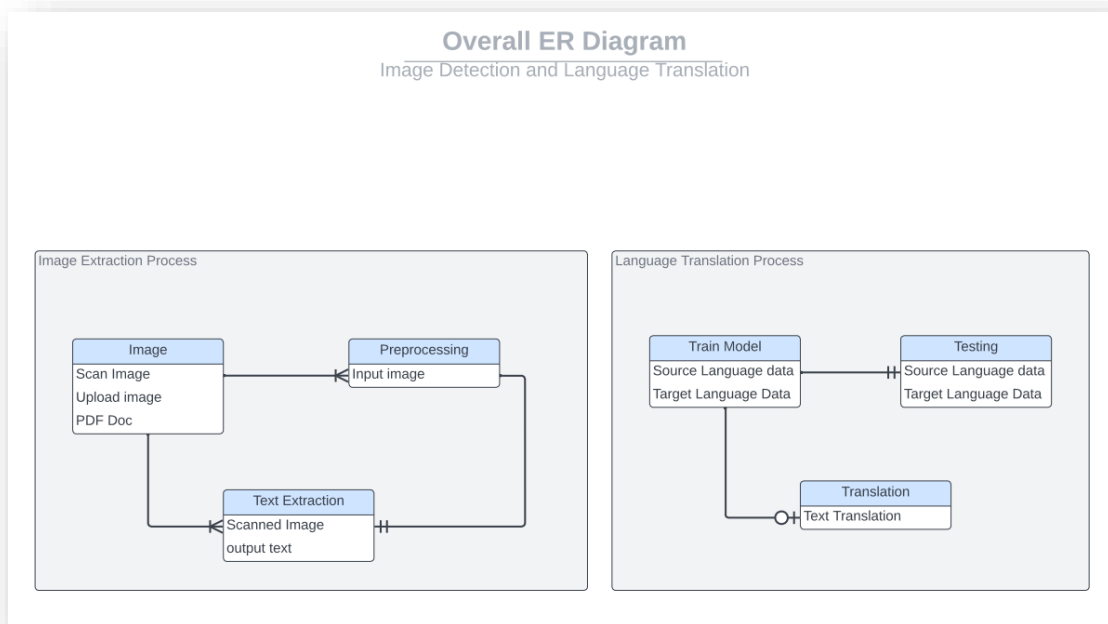 Overall ER Diagram
Image Detection and Language Translation
Image Extraction Process
Image
Scan Image
Upload image
PDF Doc
Preprocessing
Input image
Text Extraction
Scanned Image
output text
Language Translation Process
Train Model
Source Language data
Target Language Data
Testing
Source Language data
Target Language Data
Translation
Text Translation